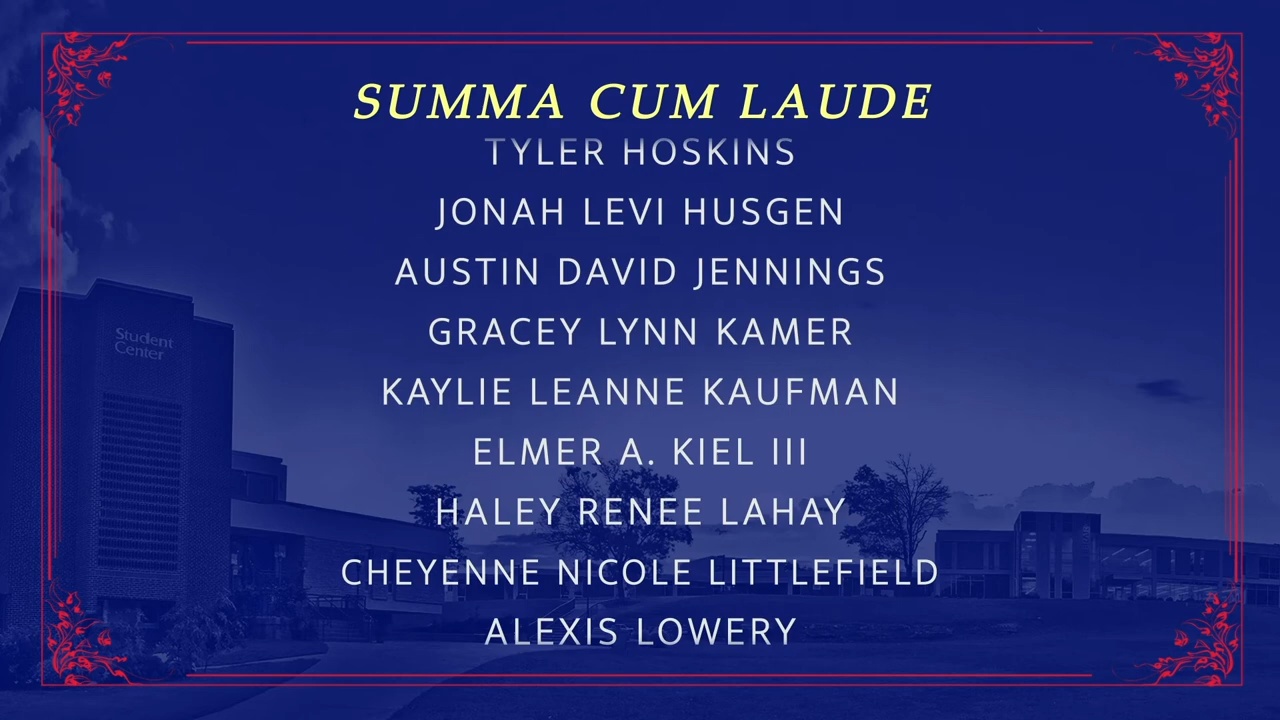 SUMMA CUM LAUDE
TYLER HOSKINS
JONAH LEVI HUSGEN
AUSTIN DAVID JENNINGS
GRACEY LYNN KAMER
KAYLIE LEANNE KAUFMAN
ELMER A. KIEL III
HALEY RENEE LAHAY
CHEYENNE NICOLE LITTLEFIELD
ALEXIS LOWERY
Student
Center